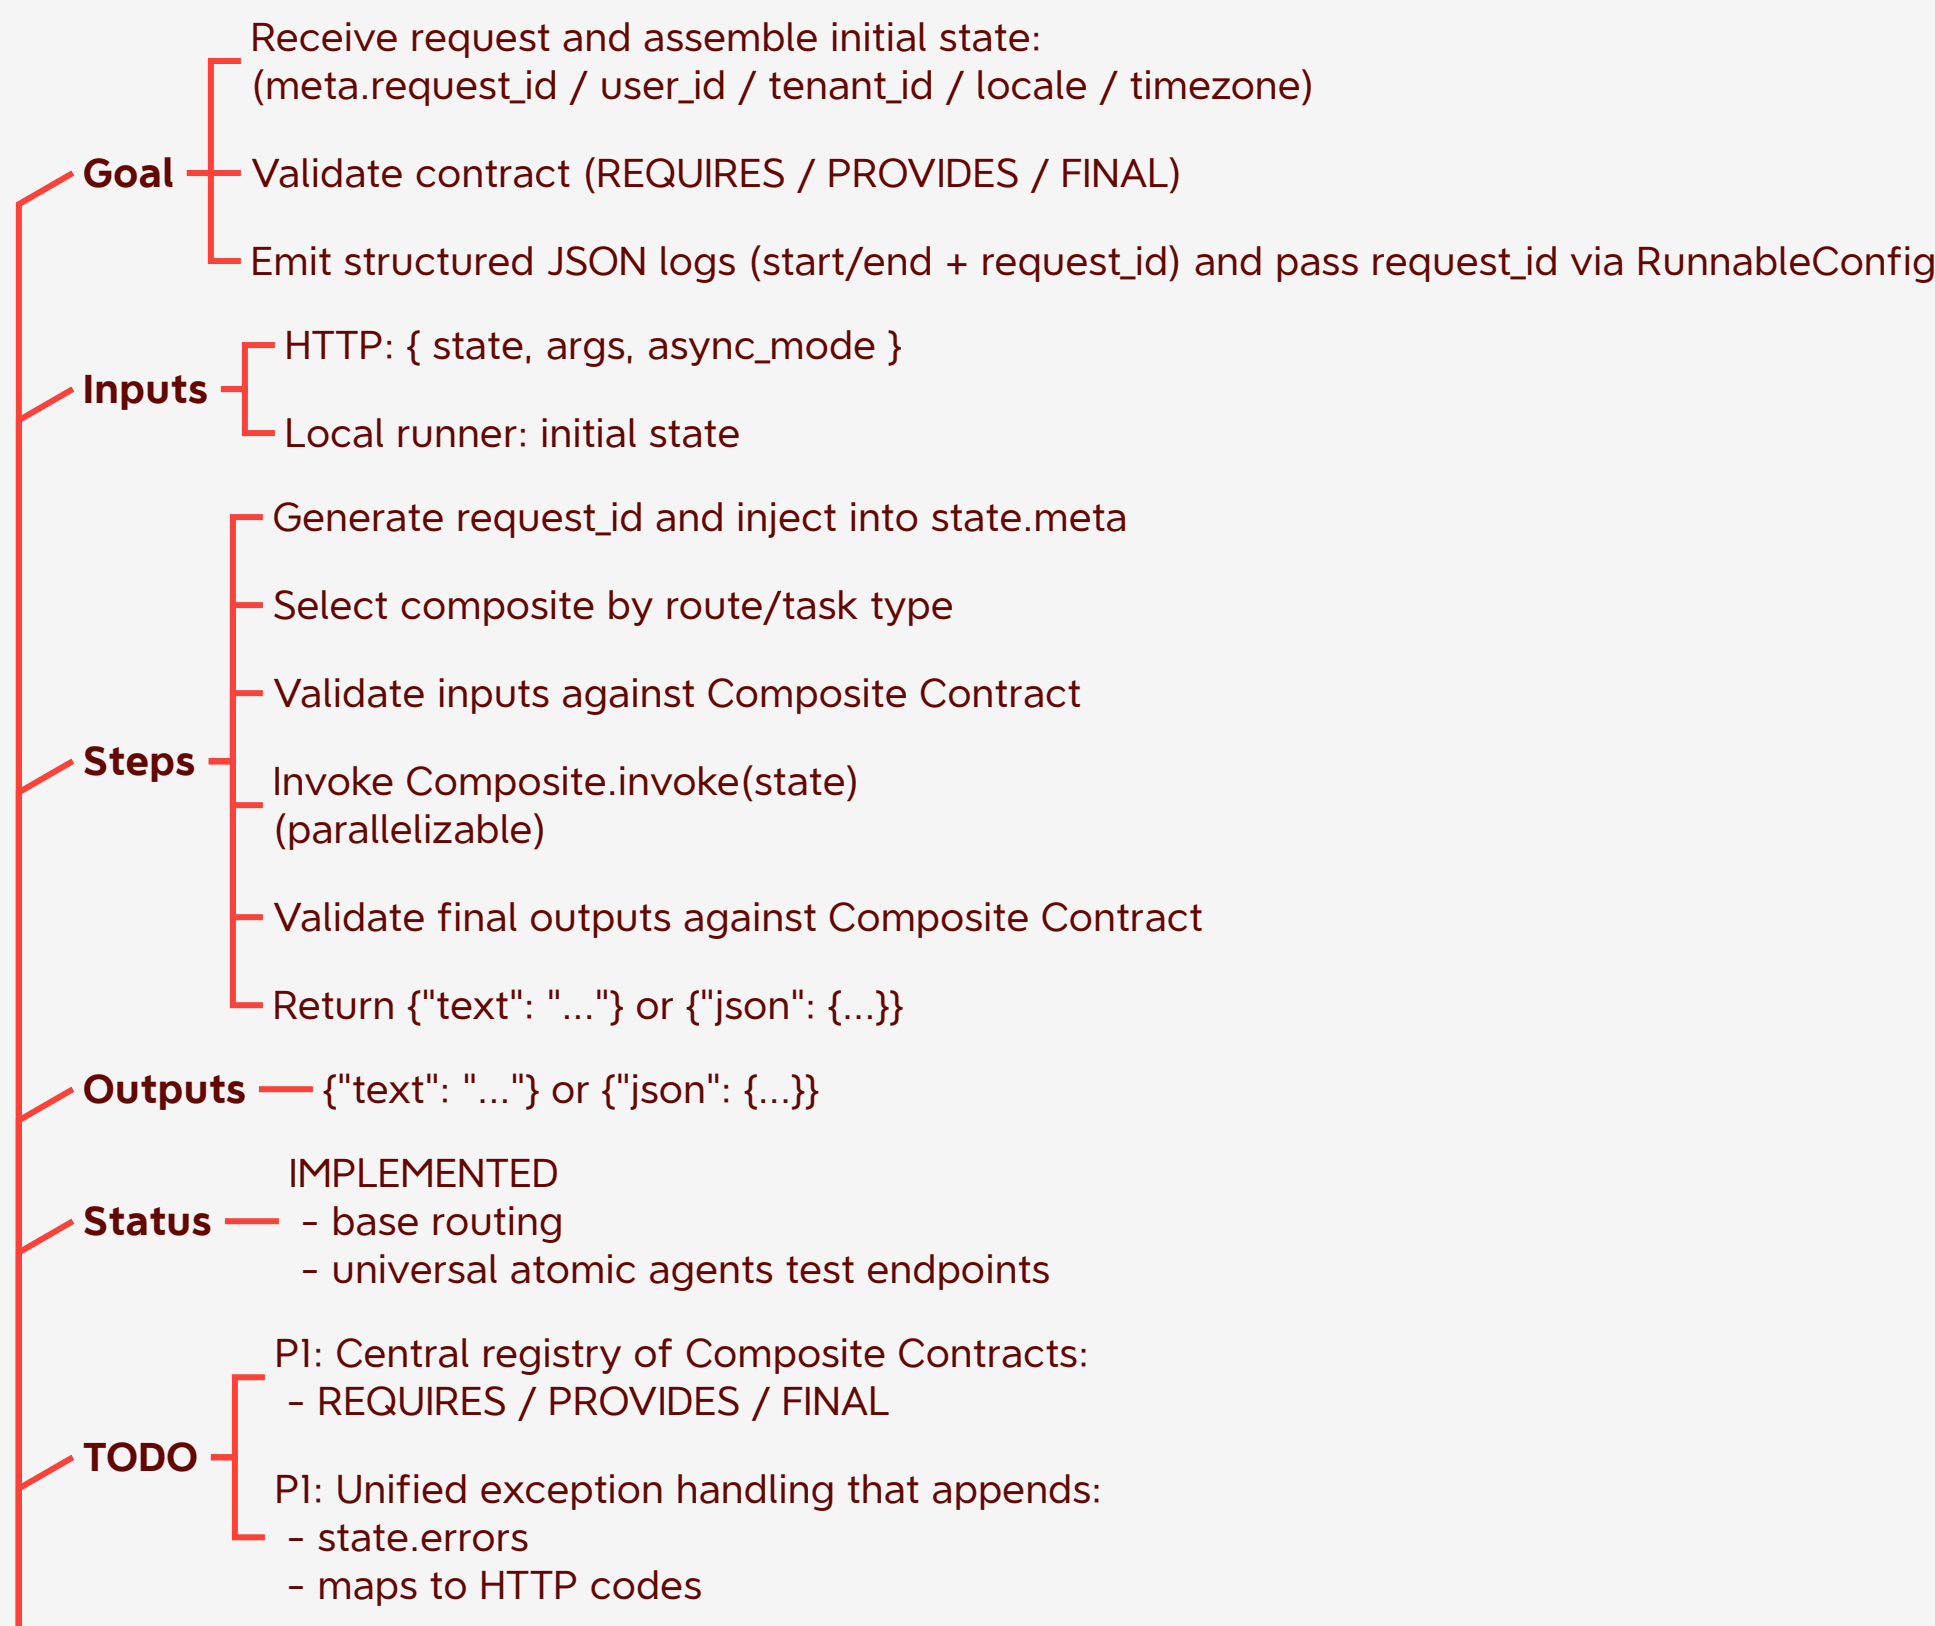 Goal
Receive request and assemble initial state:
(meta.request_id / user_id / tenant_id / locale / timezone)
Validate contract (REQUIRES / PROVIDES / FINAL)
Emit structured JSON logs (start/end + request_id) and pass request_id via RunnableConfig
Inputs
HTTP: { state, args, async_mode }
Local runner: initial state
Steps
Generate request_id and inject into state.meta
Select composite by route/task type
Validate inputs against Composite Contract
Invoke Composite.invoke(state)
(parallelizable)
Validate final outputs against Composite Contract
Return {"text": "..."} or {"json": {...}}
Outputs
{"text": "..."} or {"json": {...}}
Status
IMPLEMENTED
- base routing
- universal atomic agents test endpoints
TODO
P1: Central registry of Composite Contracts:
- REQUIRES / PROVIDES / FINAL
P1: Unified exception handling that appends:
- state.errors
- maps to HTTP codes